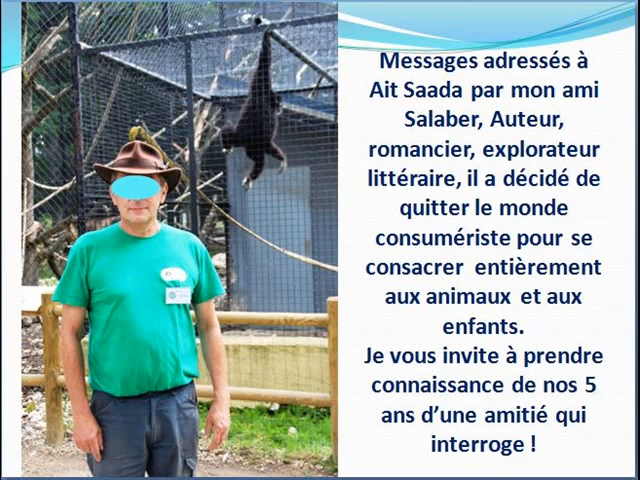 Messages adressés à
Ait Saada par mon ami
Salaber, Auteur,
romancier, explorateur
littéraire, il a décidé de
quitter le monde
consumériste pour se
consacrer entièrement
aux animaux et aux
enfants.
Je vous invite à prendre
connaissance de nos 5
ans d’une amitié qui
interroge !